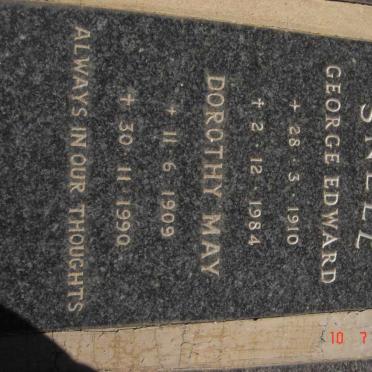 SNELL
GEORGE EDWARD
+ 28 · 3 · 1910
+ 2 · 12 · 1984
DOROTHY MAY
+ 11 · 6 · 1909
+ 30 · 11 · 1990
ALWAYS IN OUR THOUGHTS
10 7